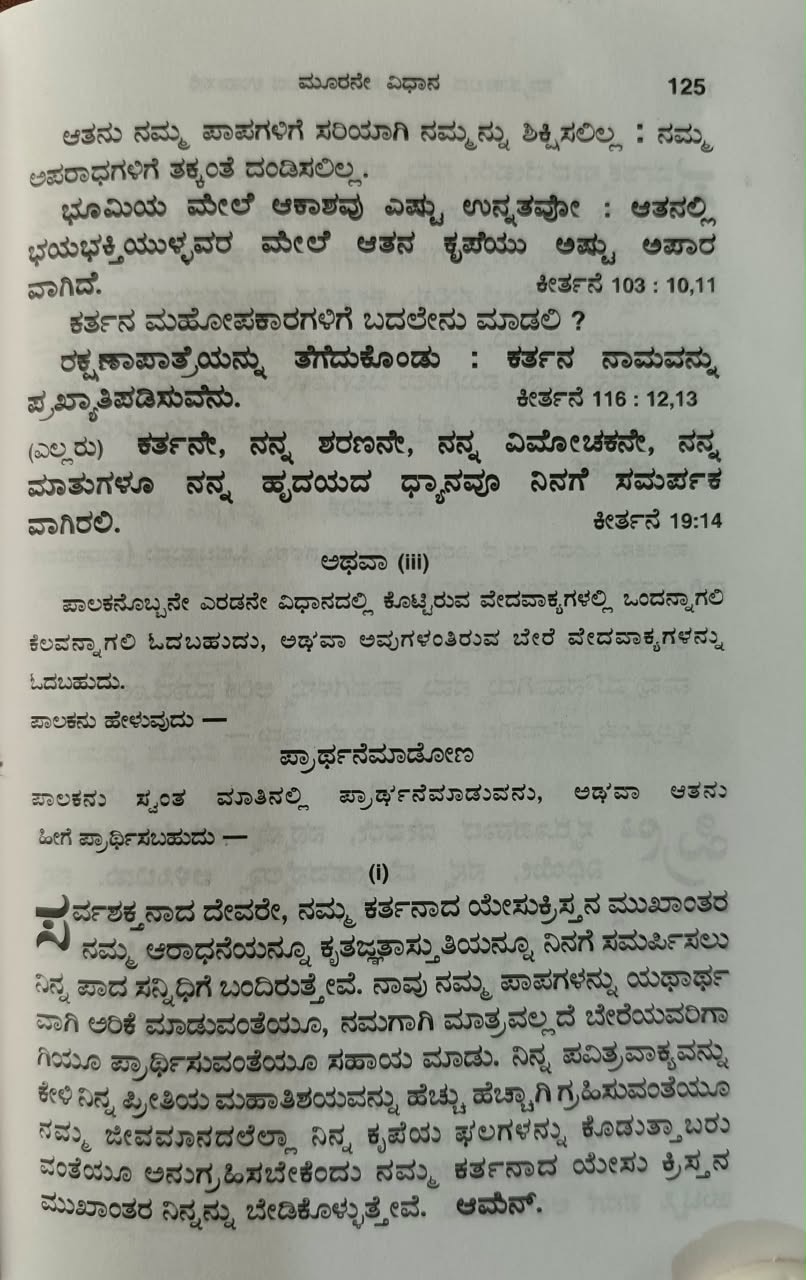 ಮೂರನೇ ವಿಧಾನ 125
ಆತನು ನಮ್ಮ ಪಾಪಗಳಿಗೆ ಸರಿಯಾಗಿ ನಮ್ಮನ್ನು ಶಿಕ್ಷಿಸಲಿಲ್ಲ : ನಮ್ಮ
ಅಪರಾಧಗಳಿಗೆ ತಕ್ಕಂತೆ ದಂಡಿಸಲಿಲ್ಲ.
ಭೂಮಿಯ ಮೇಲೆ ಆಕಾಶವು ಎಷ್ಟು ಉನ್ನತವೋ : ಆತನಲ್ಲಿ
ಭಯಭಕ್ತಿಯುಳ್ಳವರ ಮೇಲೆ ಆತನ ಕೃಪೆಯು ಅಷ್ಟು ಅಪಾರ
ವಾಗಿದೆ. ಕೀರ್ತನೆ 103 : 10,11
ಕರ್ತನ ಮಹೋಪಕಾರಗಳಿಗೆ ಬದಲೇನು ಮಾಡಲಿ ?
ರಕ್ಷಣಾಪಾತ್ರೆಯನ್ನು ತೆಗೆದುಕೊಂಡು : ಕರ್ತನ ನಾಮವನ್ನು
ಪ್ರಖ್ಯಾತಿಪಡಿಸುವೆನು. ಕೀರ್ತನೆ 116 : 12,13
(ಎಲ್ಲರು) ಕರ್ತನೇ, ನನ್ನ ಶರಣನೇ, ನನ್ನ ವಿಮೋಚಕನೇ, ನನ್ನ
ಮಾತುಗಳೂ ನನ್ನ ಹೃದಯದ ಧ್ಯಾನವೂ ನಿನಗೆ ಸಮರ್ಪಕ
ವಾಗಿರಲಿ. ಕೀರ್ತನೆ 19:14
ಅಥವಾ (iii)
ಪಾಲಕನೊಬ್ಬನೇ ಎರಡನೇ ವಿಧಾನದಲ್ಲಿ ಕೊಟ್ಟಿರುವ ವೇದವಾಕ್ಯಗಳಲ್ಲಿ ಒಂದನ್ನಾಗಲಿ
ಕೆಲವನ್ನಾಗಲಿ ಓದಬಹುದು, ಅಥವಾ ಅವುಗಳಂತಿರುವ ಬೇರೆ ವೇದವಾಕ್ಯಗಳನ್ನು
ಓದಬಹುದು.
ಪಾಲಕನು ಹೇಳುವುದು —
ಪ್ರಾರ್ಥನೆಮಾಡೋಣ
ಪಾಲಕನು ಸ್ವಂತ ಮಾತಿನಲ್ಲಿ ಪ್ರಾರ್ಥನೆಮಾಡುವನು, ಅಥವಾ ಆತನು
ಹೀಗೆ ಪ್ರಾರ್ಥಿಸಬಹುದು —
(i)
ಸರ್ವಶಕ್ತನಾದ ದೇವರೇ, ನಮ್ಮ ಕರ್ತನಾದ ಯೇಸುಕ್ರಿಸ್ತನ ಮುಖಾಂತರ
ನಮ್ಮ ಆರಾಧನೆಯನ್ನೂ ಕೃತಜ್ಞತಾಸ್ತುತಿಯನ್ನೂ ನಿನಗೆ ಸಮರ್ಪಿಸಲು
ನಿನ್ನ ಪಾದ ಸನ್ನಿಧಿಗೆ ಬಂದಿರುತ್ತೇವೆ. ನಾವು ನಮ್ಮ ಪಾಪಗಳನ್ನು ಯಥಾರ್ಥ
ವಾಗಿ ಅರಿಕೆ ಮಾಡುವಂತೆಯೂ, ನಮಗಾಗಿ ಮಾತ್ರವಲ್ಲದೆ ಬೇರೆಯವರಿಗಾ
ಗಿಯೂ ಪ್ರಾರ್ಥಿಸುವಂತೆಯೂ ಸಹಾಯ ಮಾಡು. ನಿನ್ನ ಪವಿತ್ರವಾಕ್ಯವನ್ನು
ಕೇಳಿ ನಿನ್ನ ಪ್ರೀತಿಯ ಮಹಾತಿಶಯವನ್ನು ಹೆಚ್ಚು ಹೆಚ್ಚಾಗಿ ಗ್ರಹಿಸುವಂತೆಯೂ
ನಮ್ಮ ಜೀವಮಾನದಲೆಲ್ಲಾ ನಿನ್ನ ಕೃಪೆಯ ಫಲಗಳನ್ನು ಕೊಡುತ್ತಾಬರು
ವಂತೆಯೂ ಅನುಗ್ರಹಿಸಬೇಕೆಂದು ನಮ್ಮ ಕರ್ತನಾದ ಯೇಸು ಕ್ರಿಸ್ತನ
ಮುಖಾಂತರ ನಿನ್ನನ್ನು ಬೇಡಿಕೊಳ್ಳುತ್ತೇವೆ. ಆಮೆನ್.